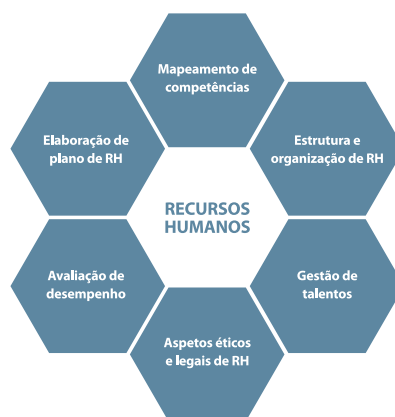 Mapeamento de
competências
Elaboração de
plano de RH
Estrutura e
organização de RH
RECURSOS
HUMANOS
Avaliação de
desempenho
Gestão de
talentos
Aspetos éticos
e legais de RH